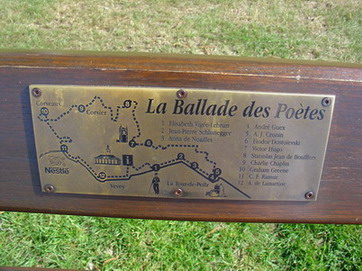 La Ballade des Poètes
Corseaux
Corsier
1 Elisabeth Vigée-Lebrun
2 Jean-Pierre Schlunegger
3 Anna de Noailles
4 André Guex
5 A. J. Cronin
6 Fiodor Dostoïevski
7 Victor Hugo
8 Stanislas Jean de Boufflers
9 Charlie Chaplin
10 Graham Greene
11 C. F. Ramuz
12 A. de Lamartine
Nestlé
Vevey
La Tour-de-Peilz